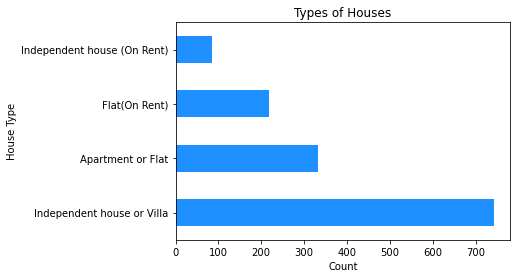 Types of Houses
Independent house (On Rent)
Flat(On Rent)
Apartment or Flat
Independent house or Villa
House Type
0 100 200 300 400 500 600 700
Count